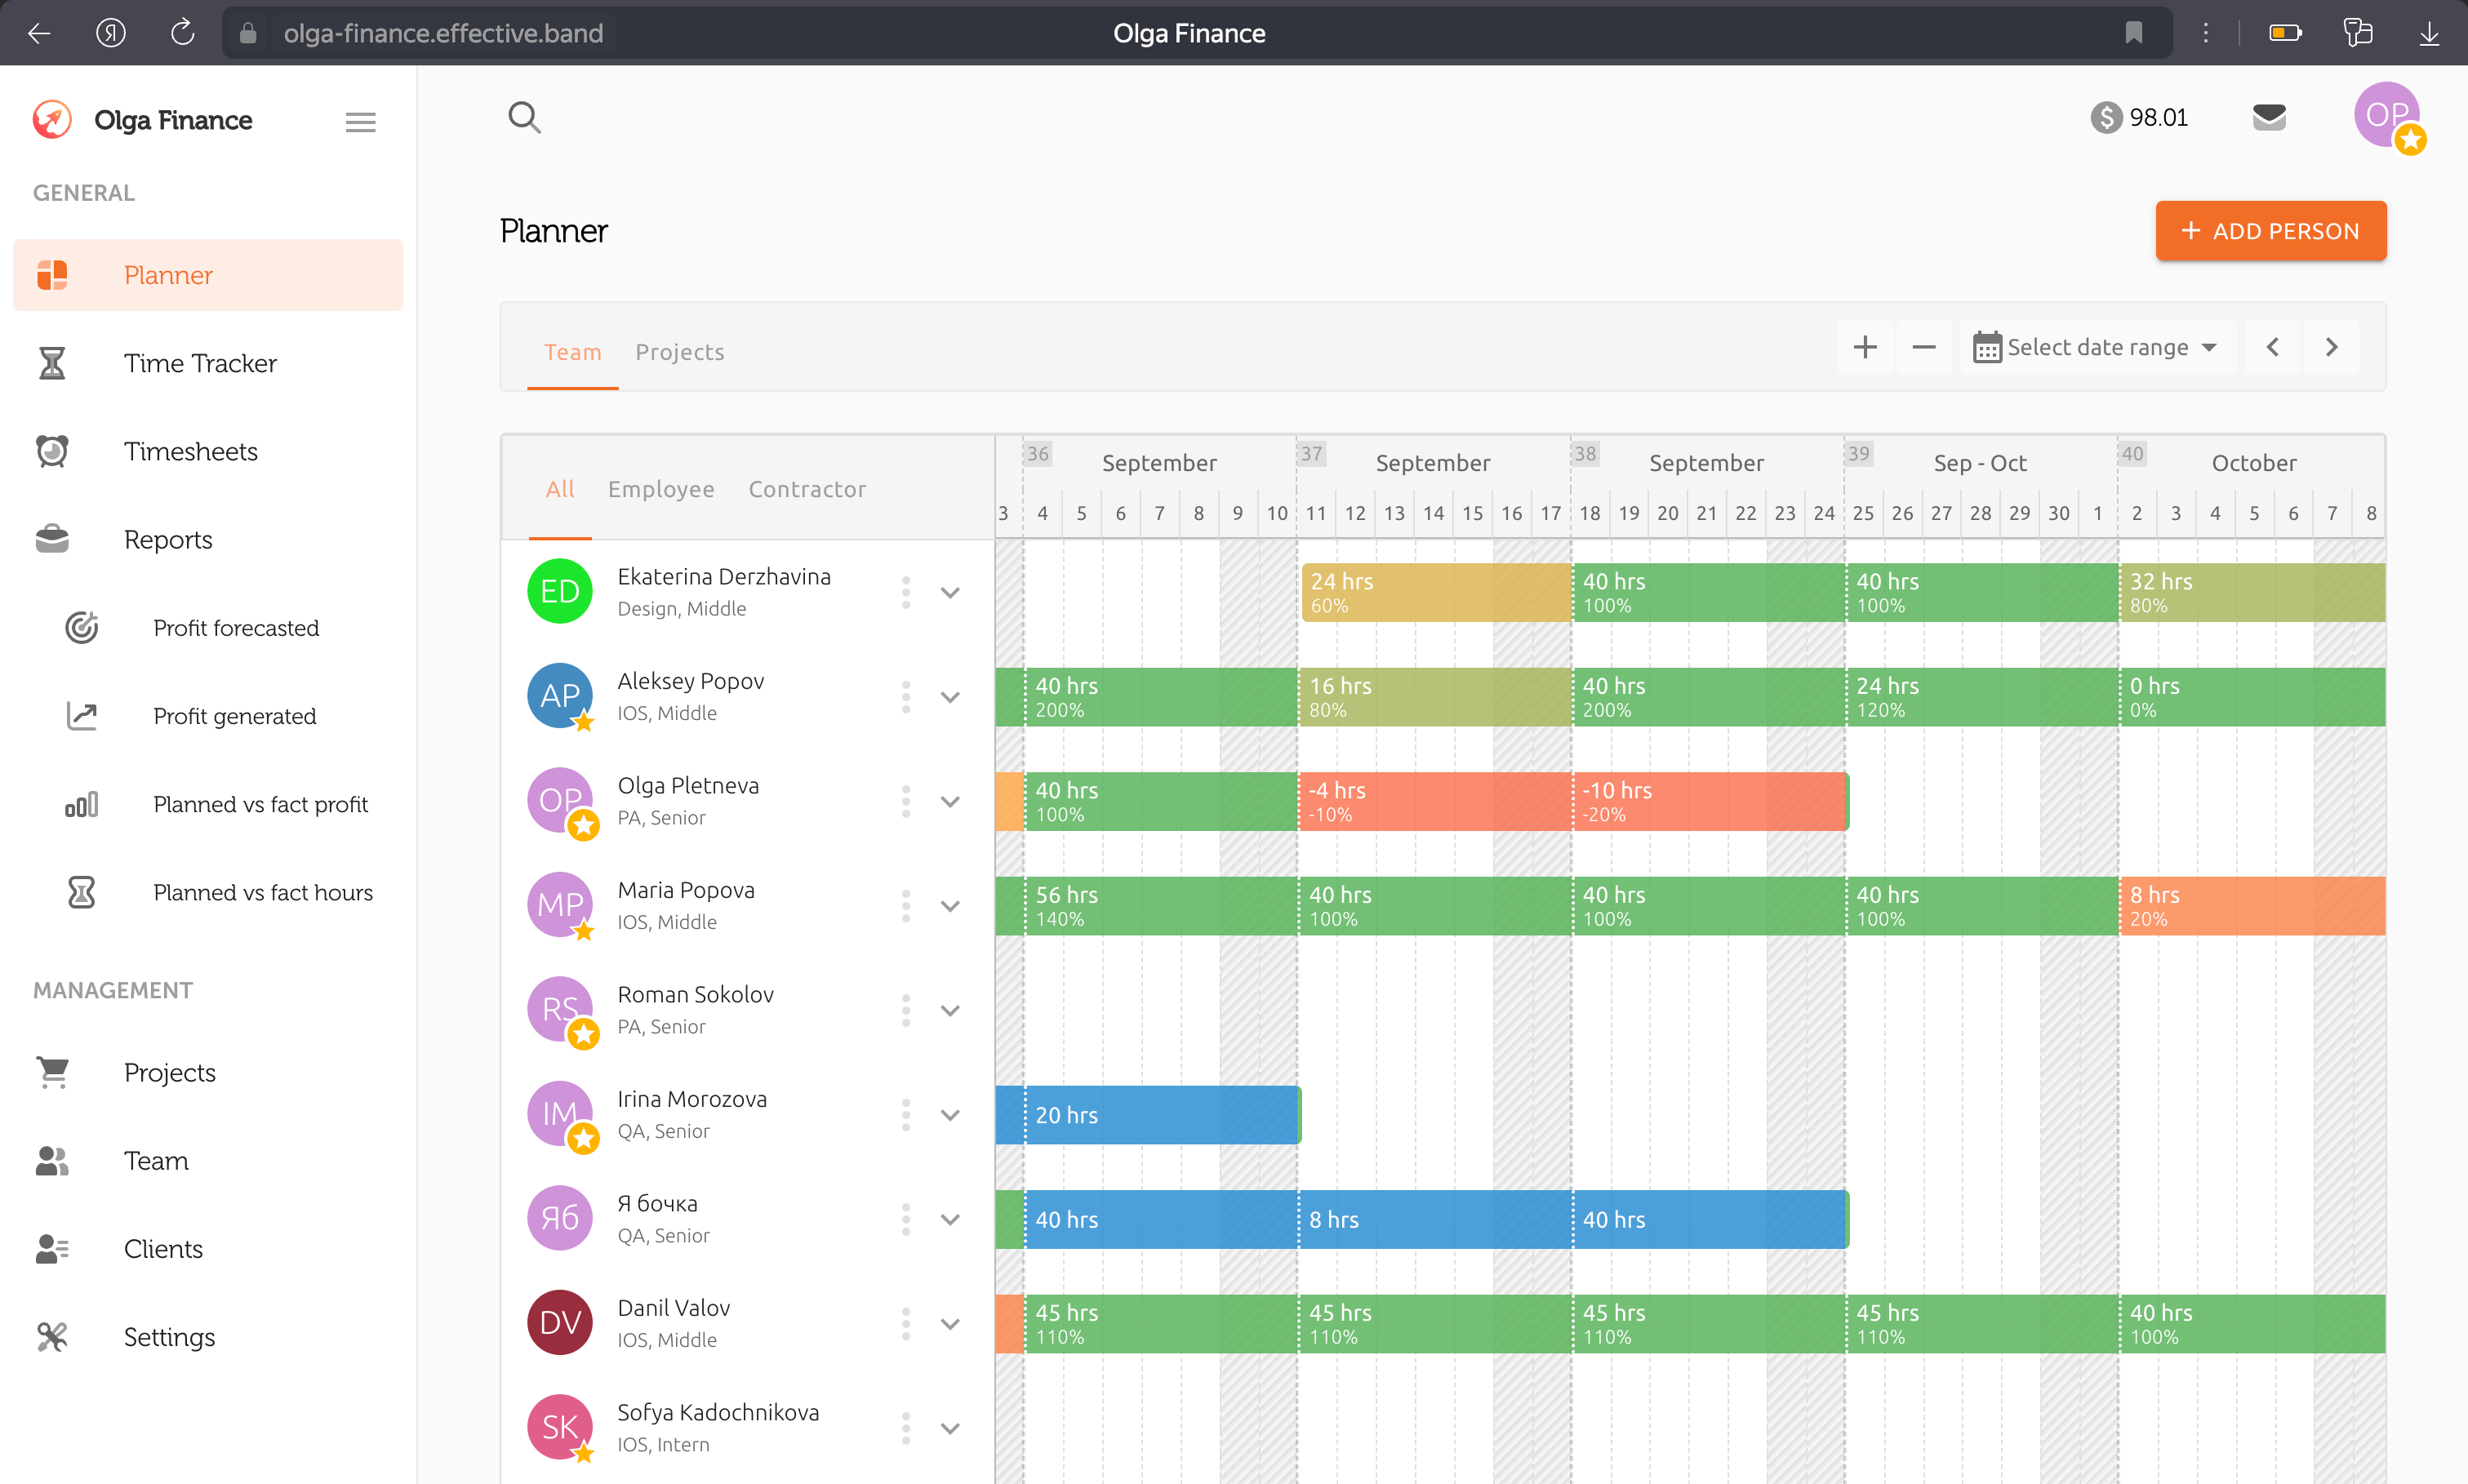 olga-finance.effective.band
Olga Finance
Olga Finance
98.01
OP
GENERAL
Planner
Time Tracker
Timesheets
Reports
Profit forecasted
Profit generated
Planned vs fact profit
Planned vs fact hours
MANAGEMENT
Projects
Team
Clients
Settings
Planner
+ ADD PERSON
Team Projects
Select date range
All Employee Contractor
36 September 37 September 38 September 39 Sep - Oct 40 October
3 4 5 6 7 8 9 10 11 12 13 14 15 16 17 18 19 20 21 22 23 24 25 26 27 28 29 30 1 2 3 4 5 6 7 8
ED Ekaterina Derzhavina
Design, Middle
24 hrs 40 hrs 40 hrs 32 hrs
60% 100% 100% 80%
AP Aleksey Popov
IOS, Middle
40 hrs 16 hrs 40 hrs 24 hrs 0 hrs
200% 80% 200% 120% 0%
OP Olga Pletneva
PA, Senior
40 hrs -4 hrs -10 hrs
100% -10% -20%
MP Maria Popova
IOS, Middle
56 hrs 40 hrs 40 hrs 40 hrs 8 hrs
140% 100% 100% 100% 20%
RS Roman Sokolov
PA, Senior
IM Irina Morozova
QA, Senior
20 hrs
Яб Я бочка
QA, Senior
40 hrs 8 hrs 40 hrs
DV Danil Valov
IOS, Middle
45 hrs 45 hrs 45 hrs 45 hrs 40 hrs
110% 110% 110% 110% 100%
SK Sofya Kadochnikova
IOS, Intern